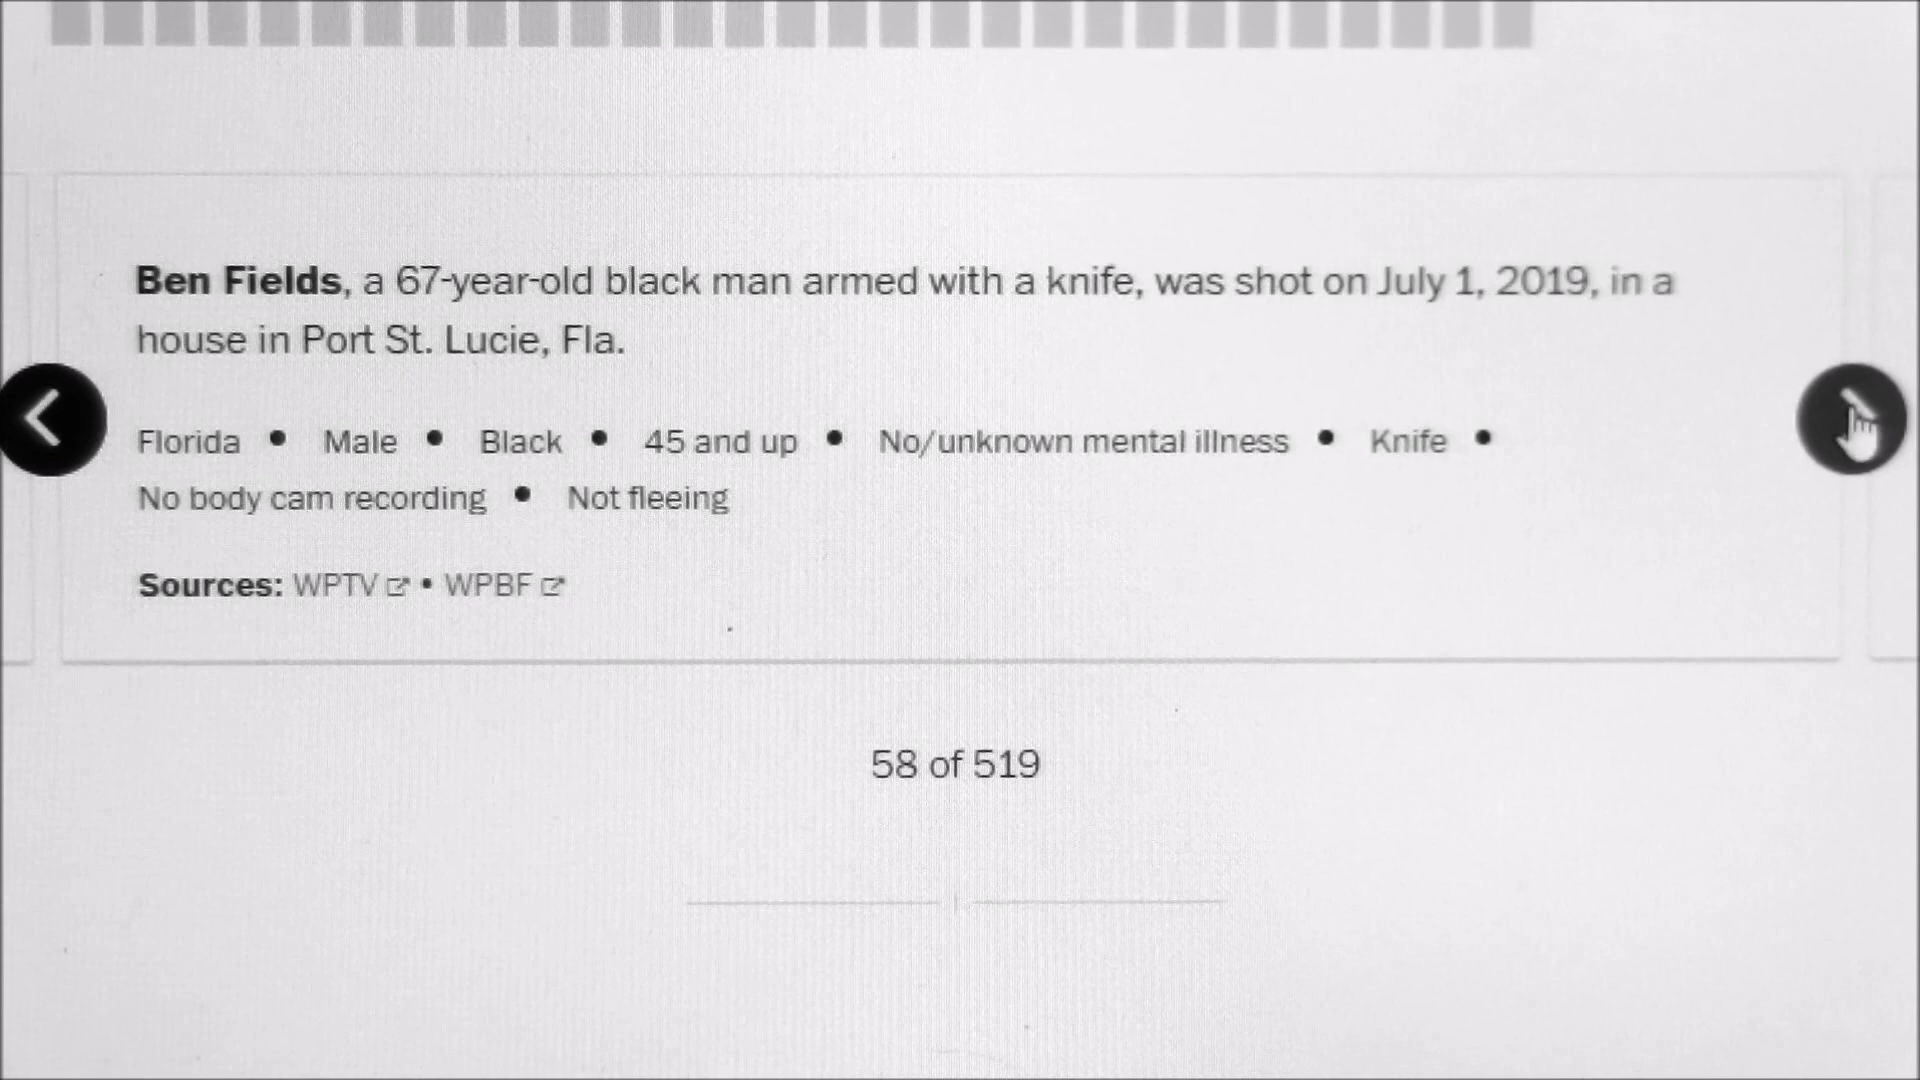 Ben Fields, a 67-year-old black man armed with a knife, was shot on July 1, 2019, in a
house in Port St. Lucie, Fla.
Florida • Male • Black • 45 and up • No/unknown mental illness • Knife •
No body cam recording • Not fleeing
Sources: WPTV • WPBF
58 of 519